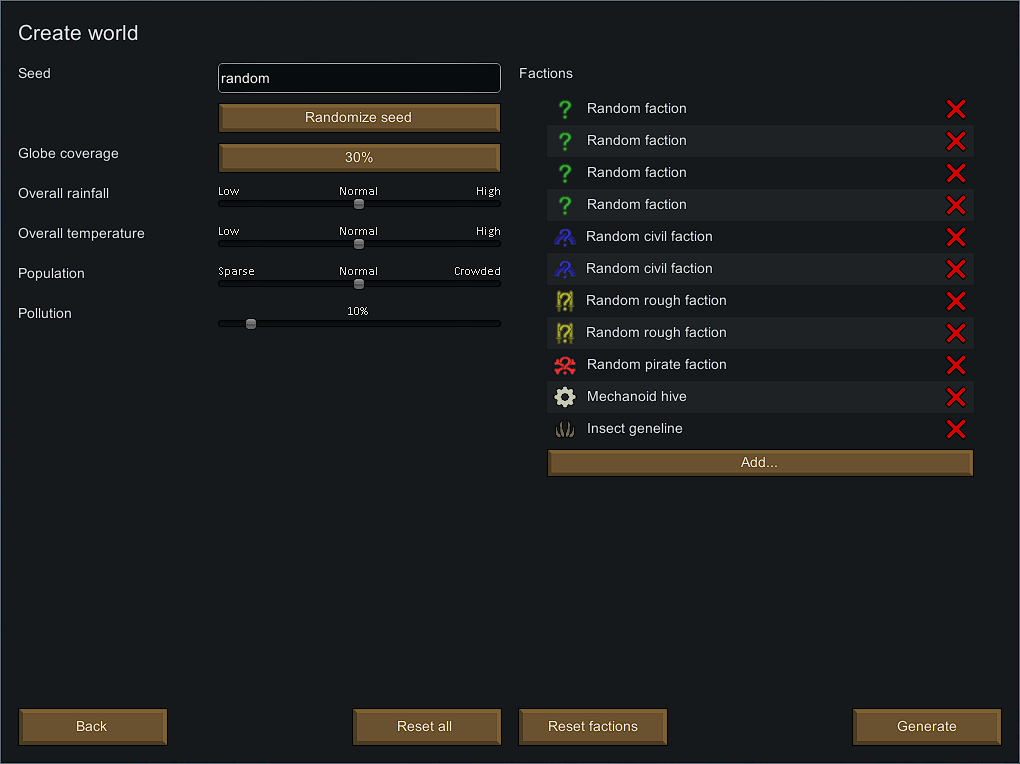 Create world
Seed
random
Randomize seed
Globe coverage
30%
Overall rainfall
Low Normal High
Overall temperature
Low Normal High
Population
Sparse Normal Crowded
Pollution
10%
Factions
Random faction
Random faction
Random faction
Random faction
Random civil faction
Random civil faction
Random rough faction
Random rough faction
Random pirate faction
Mechanoid hive
Insect geneline
Add...
Back
Reset all
Reset factions
Generate